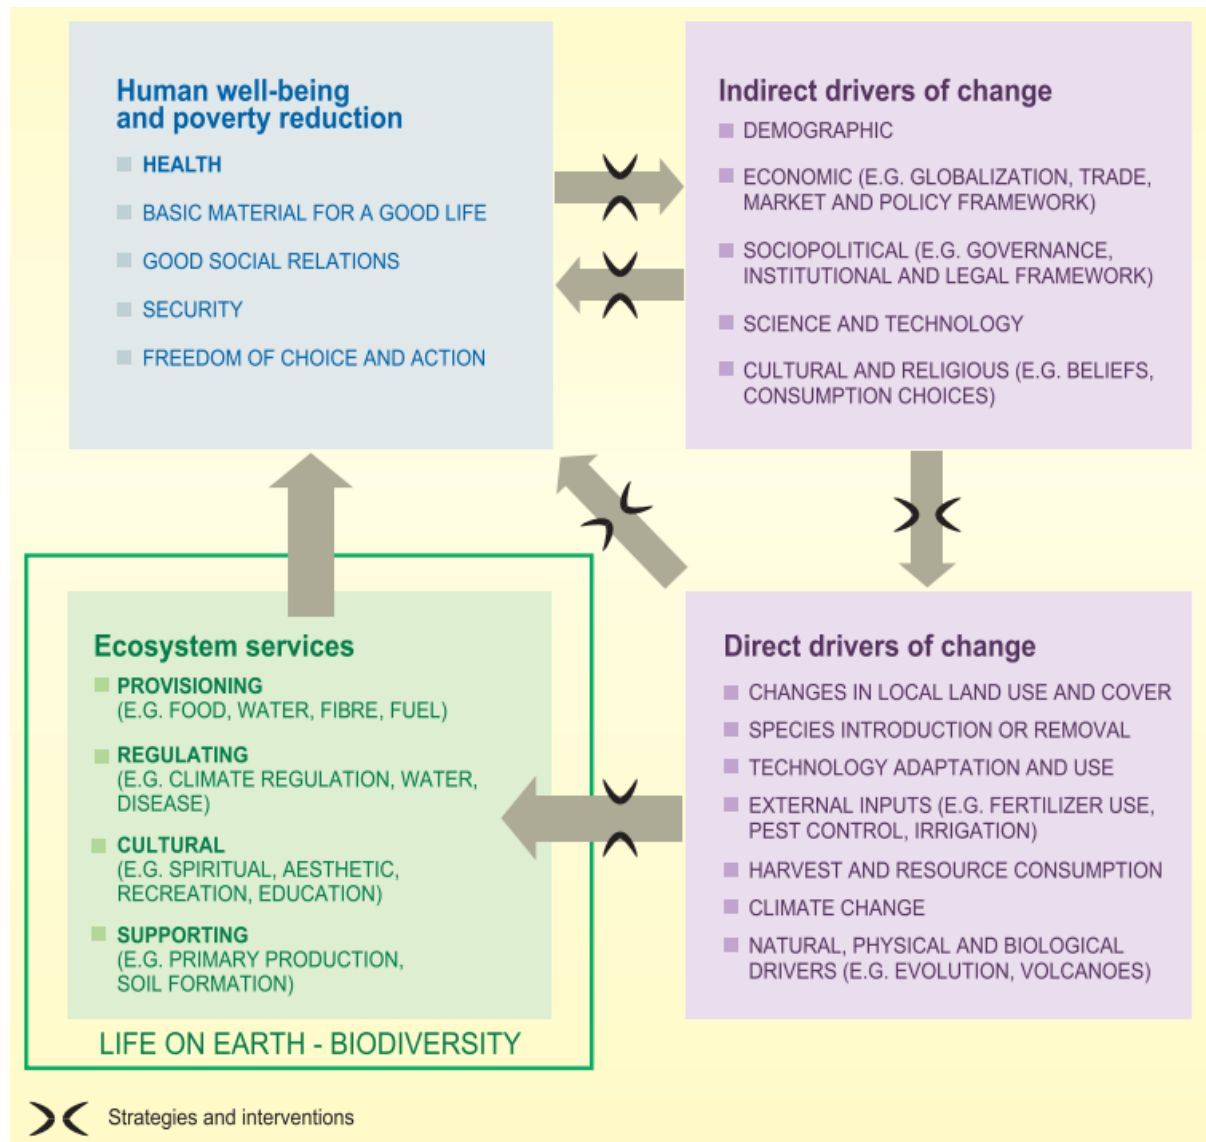 Human well-being
and poverty reduction
HEALTH
BASIC MATERIAL FOR A GOOD LIFE
GOOD SOCIAL RELATIONS
SECURITY
FREEDOM OF CHOICE AND ACTION
Indirect drivers of change
DEMOGRAPHIC
ECONOMIC (E.G. GLOBALIZATION, TRADE,
MARKET AND POLICY FRAMEWORK)
SOCIOPOLITICAL (E.G. GOVERNANCE,
INSTITUTIONAL AND LEGAL FRAMEWORK)
SCIENCE AND TECHNOLOGY
CULTURAL AND RELIGIOUS (E.G. BELIEFS,
CONSUMPTION CHOICES)
Ecosystem services
PROVISIONING
(E.G. FOOD, WATER, FIBRE, FUEL)
REGULATING
(E.G. CLIMATE REGULATION, WATER,
DISEASE)
CULTURAL
(E.G. SPIRITUAL, AESTHETIC,
RECREATION, EDUCATION)
SUPPORTING
(E.G. PRIMARY PRODUCTION,
SOIL FORMATION)
LIFE ON EARTH - BIODIVERSITY
Direct drivers of change
CHANGES IN LOCAL LAND USE AND COVER
SPECIES INTRODUCTION OR REMOVAL
TECHNOLOGY ADAPTATION AND USE
EXTERNAL INPUTS (E.G. FERTILIZER USE,
PEST CONTROL, IRRIGATION)
HARVEST AND RESOURCE CONSUMPTION
CLIMATE CHANGE
NATURAL, PHYSICAL AND BIOLOGICAL
DRIVERS (E.G. EVOLUTION, VOLCANOES)
Strategies and interventions